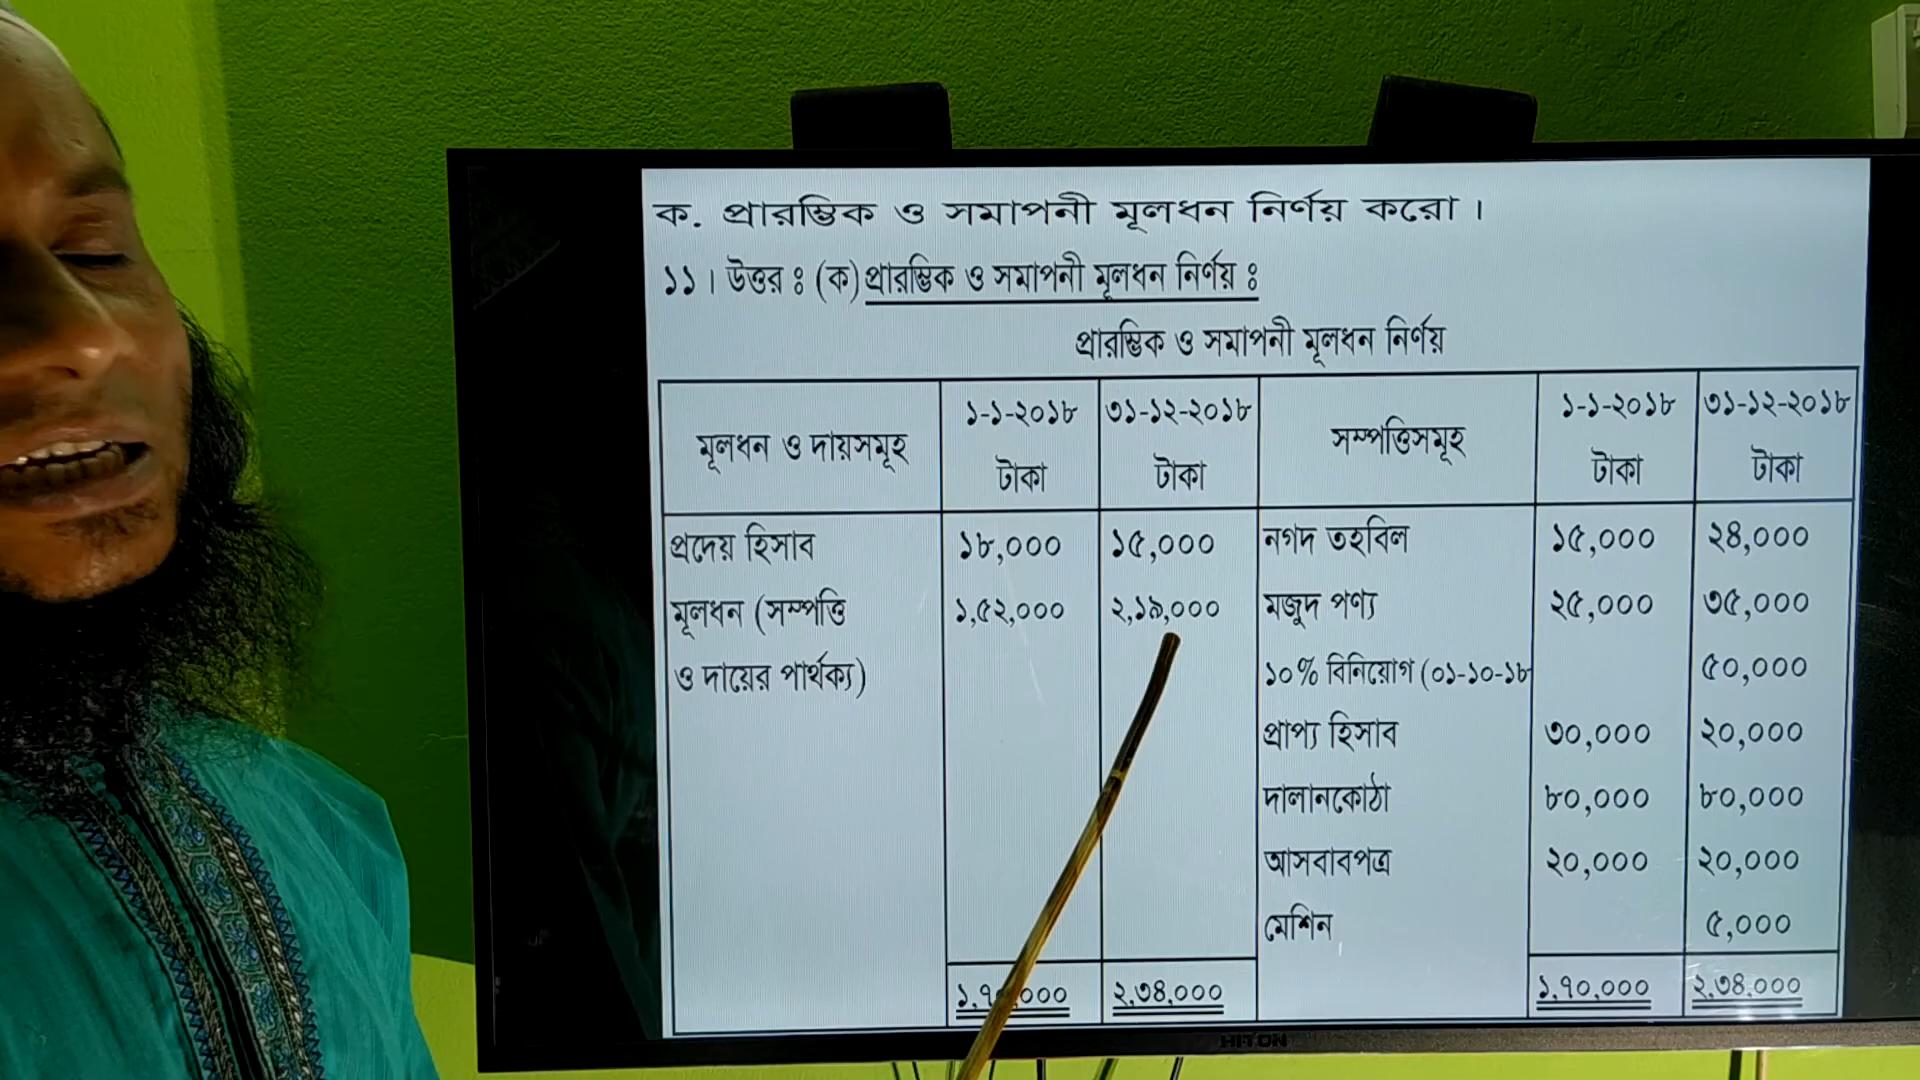 ক. প্রারম্ভিক ও সমাপনী মূলধন নির্ণয় করো।
১১। উত্তর ঃ (ক) প্রারম্ভিক ও সমাপনী মূলধন নির্ণয় ঃ
প্রারম্ভিক ও সমাপনী মূলধন নির্ণয়
মূলধন ও দায়সমূহ ১-১-২০১৮ টাকা ৩১-১২-২০১৮ টাকা সম্পত্তিসমূহ ১-১-২০১৮ টাকা ৩১-১২-২০১৮ টাকা
প্রদেয় হিসাব ১৮,০০০ ১৫,০০০ নগদ তহবিল ১৫,০০০ ২৪,০০০
মূলধন (সম্পত্তি ১,৫২,০০০ ২,১৯,০০০ মজুদ পণ্য ২৫,০০০ ৩৫,০০০
ও দায়ের পার্থক্য) ১০% বিনিয়োগ (০১-১০-১৮ ৫০,০০০
প্রাপ্য হিসাব ৩০,০০০ ২০,০০০
দালানকোঠা ৮০,০০০ ৮০,০০০
আসবাবপত্র ২০,০০০ ২০,০০০
মেশিন ৫,০০০
২,৩৪,০০০ ১,৭০,০০০ ২,৩৪,০০০
HITON